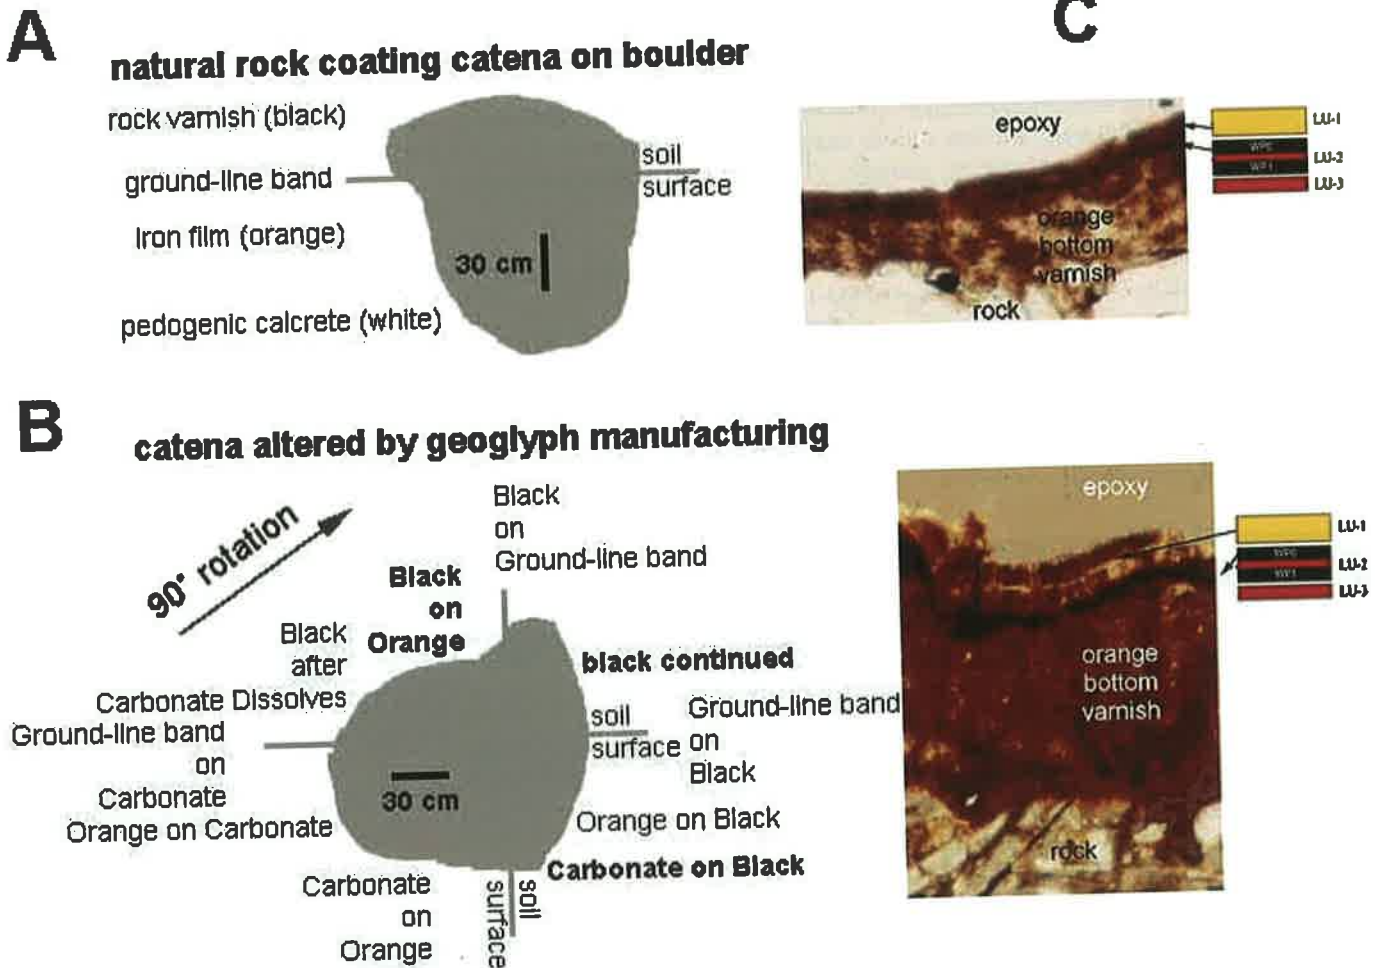 A
natural rock coating catena on boulder
rock varnish (black)
ground-line band
iron film (orange)
pedogenic calcrete (white)
30 cm
soil
surface
C
epoxy
orange
bottom
varnish
rock
LU-1
WP0
LU-2
WP1
LU-3
B
catena altered by geoglyph manufacturing
90° rotation
Black
on
Ground-line band
Black
on
Orange
Black
after
Carbonate Dissolves
Ground-line band
on
Carbonate
Orange on Carbonate
Carbonate
on
Orange
30 cm
black continued
soil
surface
Ground-line band
on
Black
Orange on Black
Carbonate on Black
soil
surface
epoxy
orange
bottom
varnish
rock
LU-1
WP0
LU-2
WP1
LU-3